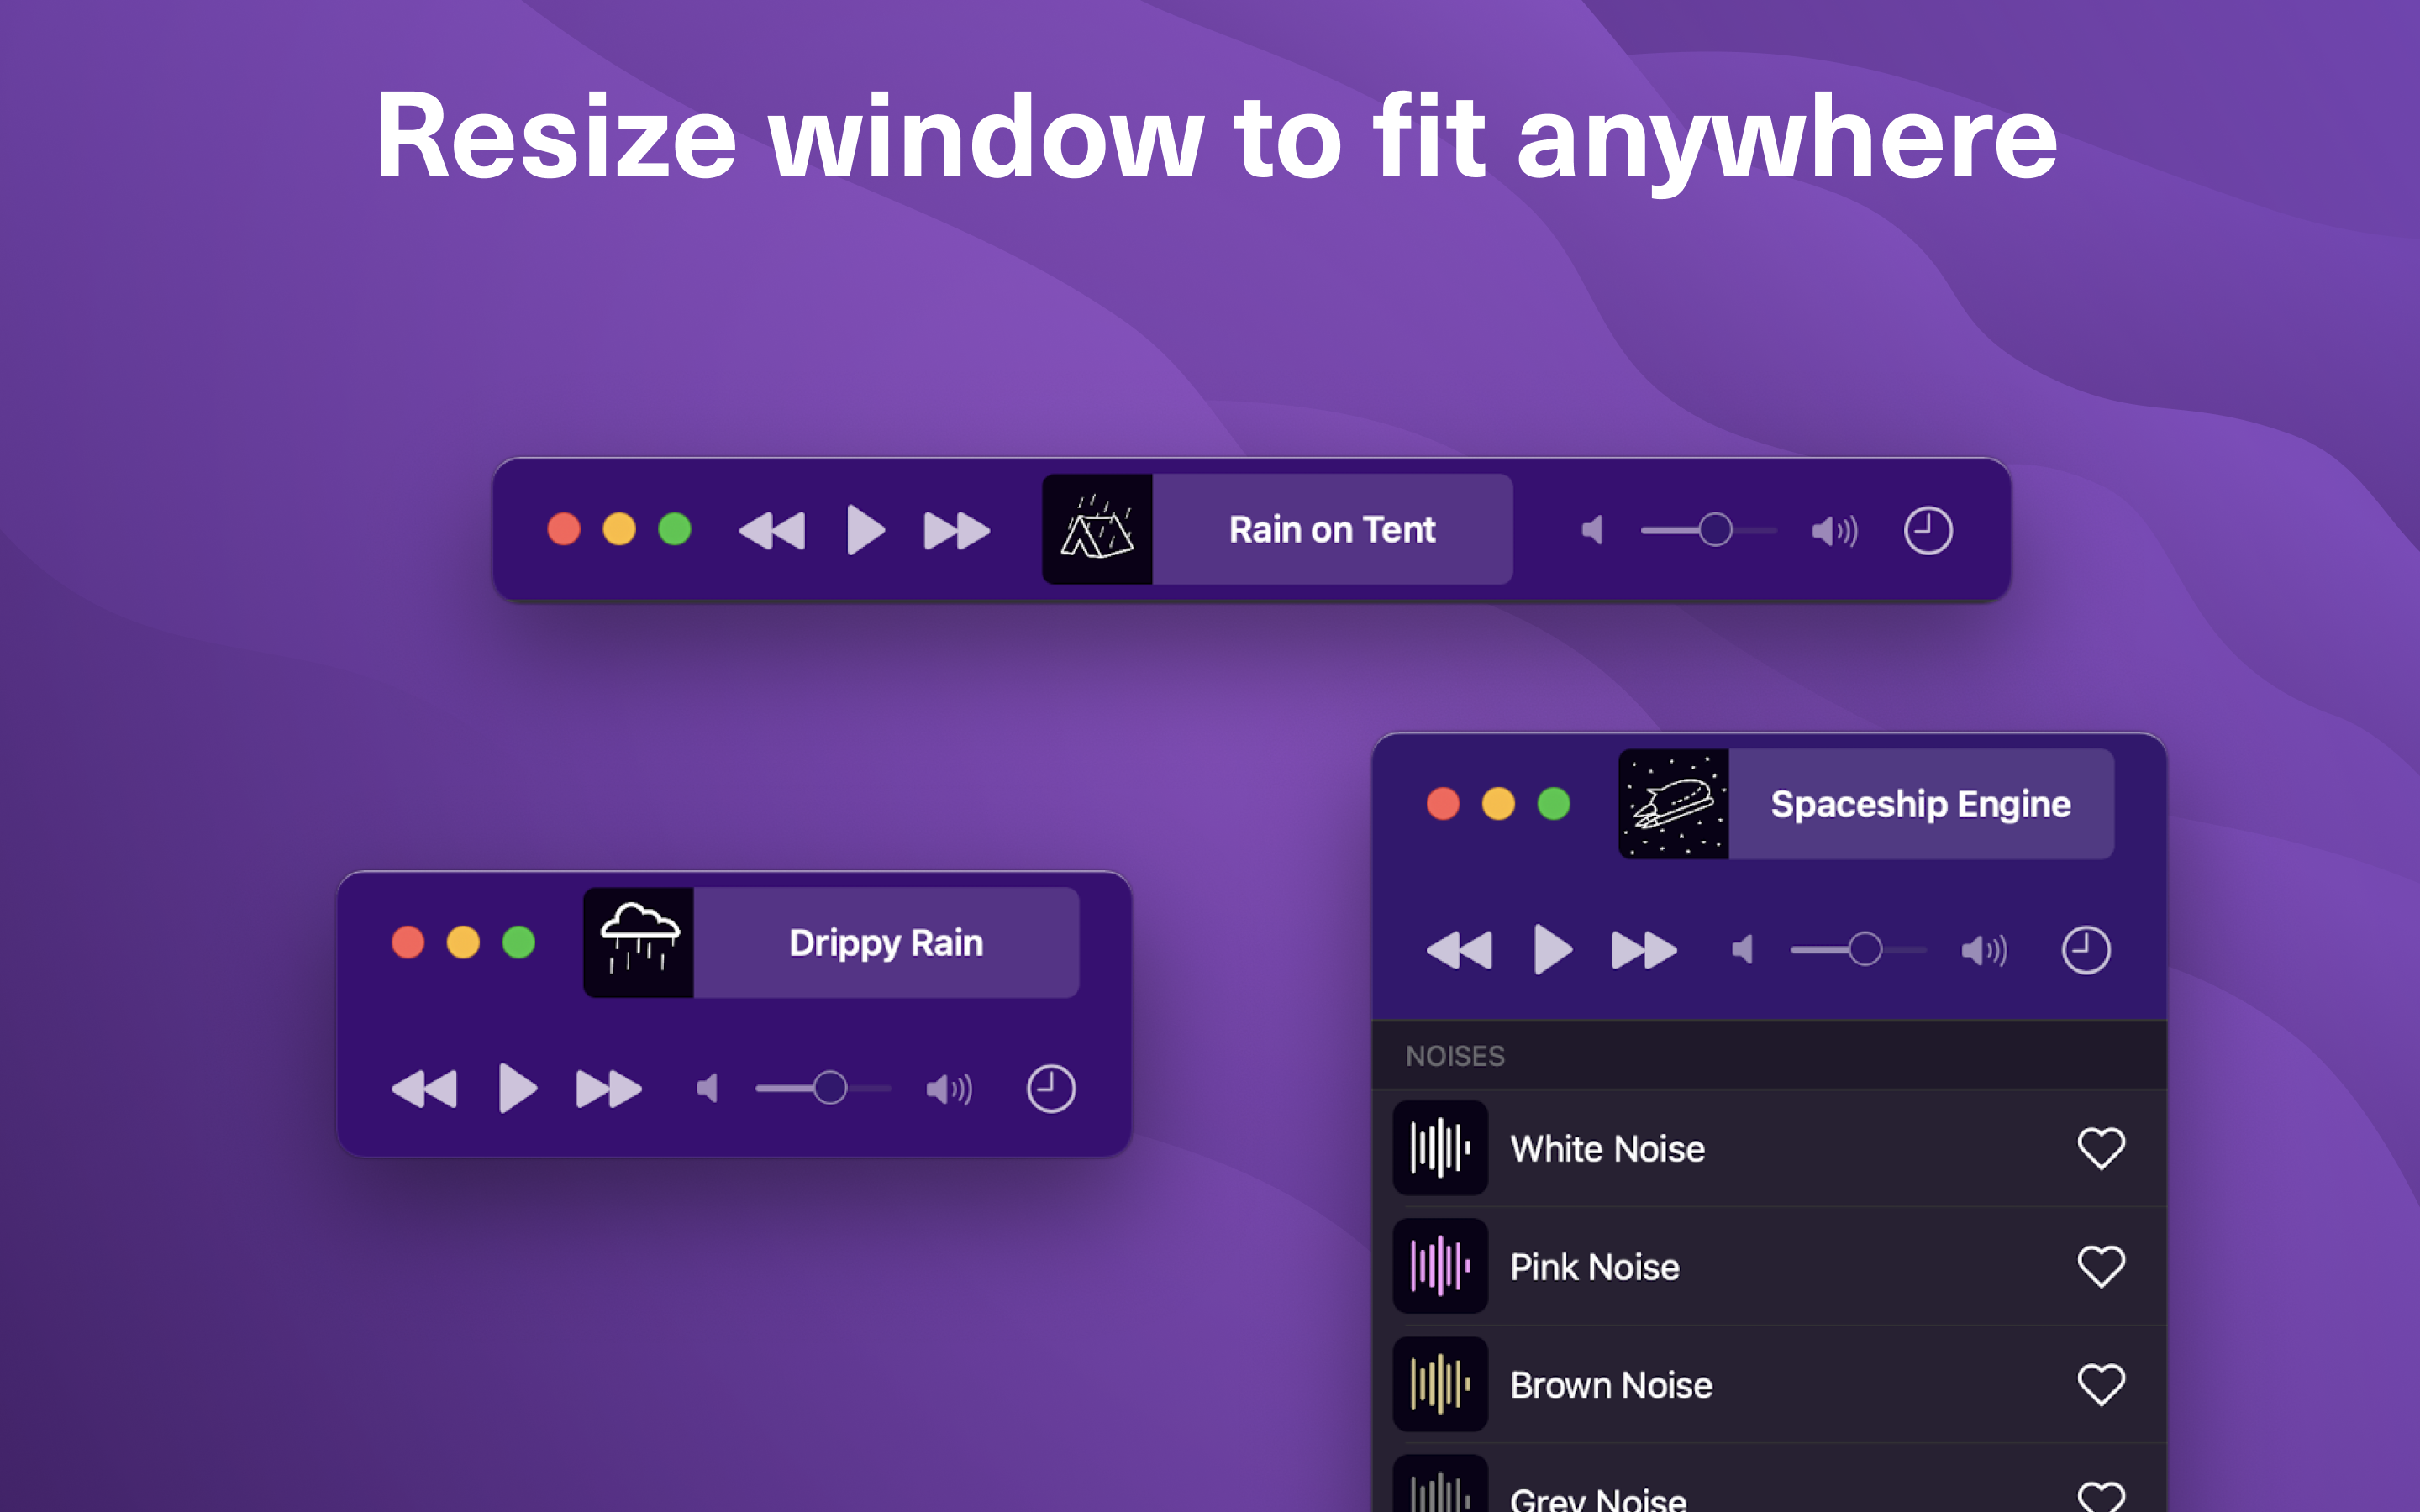 Resize window to fit anywhere
Rain on Tent
Spaceship Engine
Drippy Rain
NOISES
White Noise
Pink Noise
Brown Noise
Grey Noise